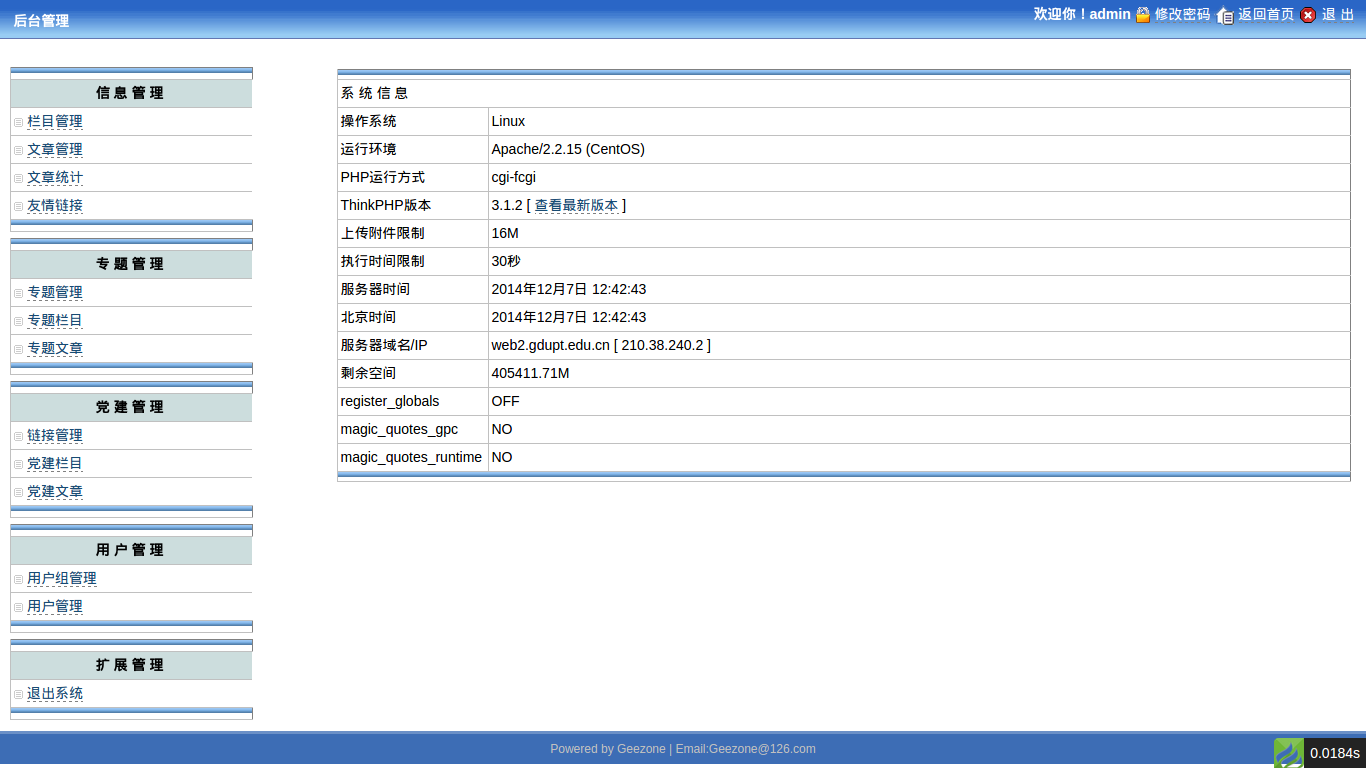 后台管理
欢迎你！admin 修改密码 返回首页 退 出
信 息 管 理
栏目管理
文章管理
文章统计
友情链接
专 题 管 理
专题管理
专题栏目
专题文章
党 建 管 理
链接管理
党建栏目
党建文章
用 户 管 理
用户组管理
用户管理
扩 展 管 理
退出系统
系 统 信 息
操作系统 Linux
运行环境 Apache/2.2.15 (CentOS)
PHP运行方式 cgi-fcgi
ThinkPHP版本 3.1.2 [ 查看最新版本 ]
上传附件限制 16M
执行时间限制 30秒
服务器时间 2014年12月7日 12:42:43
北京时间 2014年12月7日 12:42:43
服务器域名/IP web2.gdupt.edu.cn [ 210.38.240.2 ]
剩余空间 405411.71M
register_globals OFF
magic_quotes_gpc NO
magic_quotes_runtime NO
Powered by Geezone | Email:Geezone@126.com
0.0184s